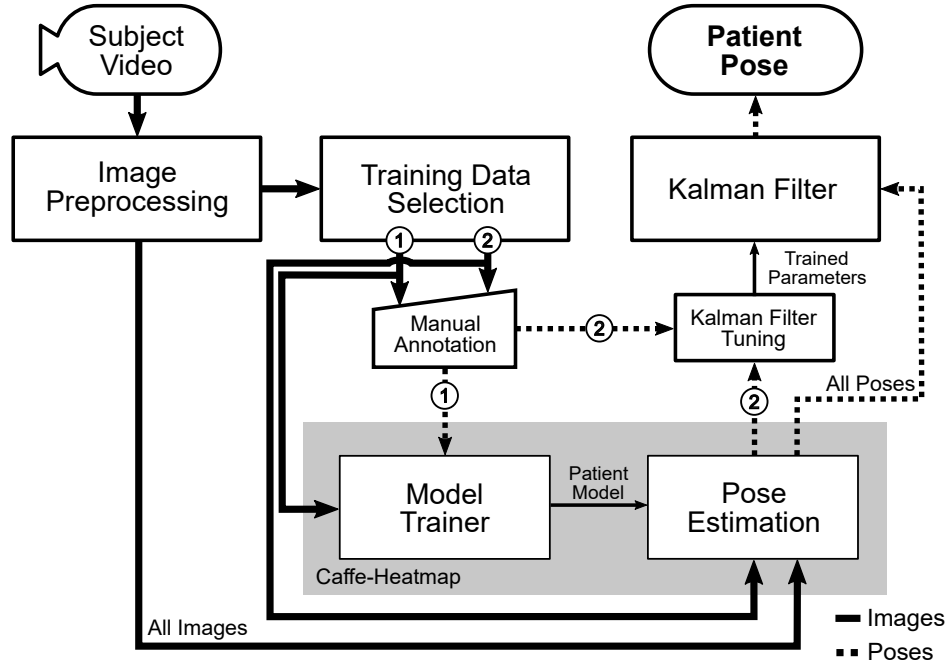 Subject
Video
Patient
Pose
Image
Preprocessing
Training Data
Selection
Kalman Filter
1
2
Trained
Parameters
Manual
Annotation
2
Kalman Filter
Tuning
1
2
All Poses
Model
Trainer
Patient
Model
Pose
Estimation
Caffe-Heatmap
All Images
Images
Poses